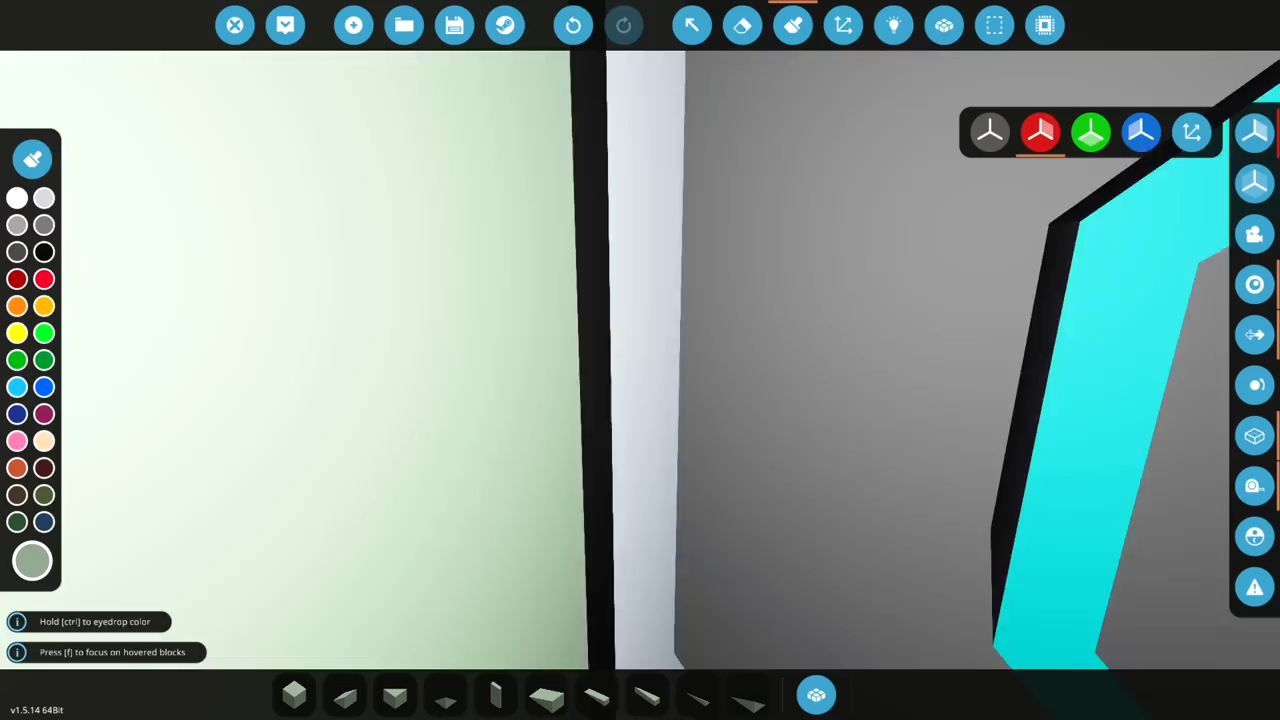 Hold [ctrl] to eyedrop color
Press [f] to focus on hovered blocks
v1.5.14 64Bit